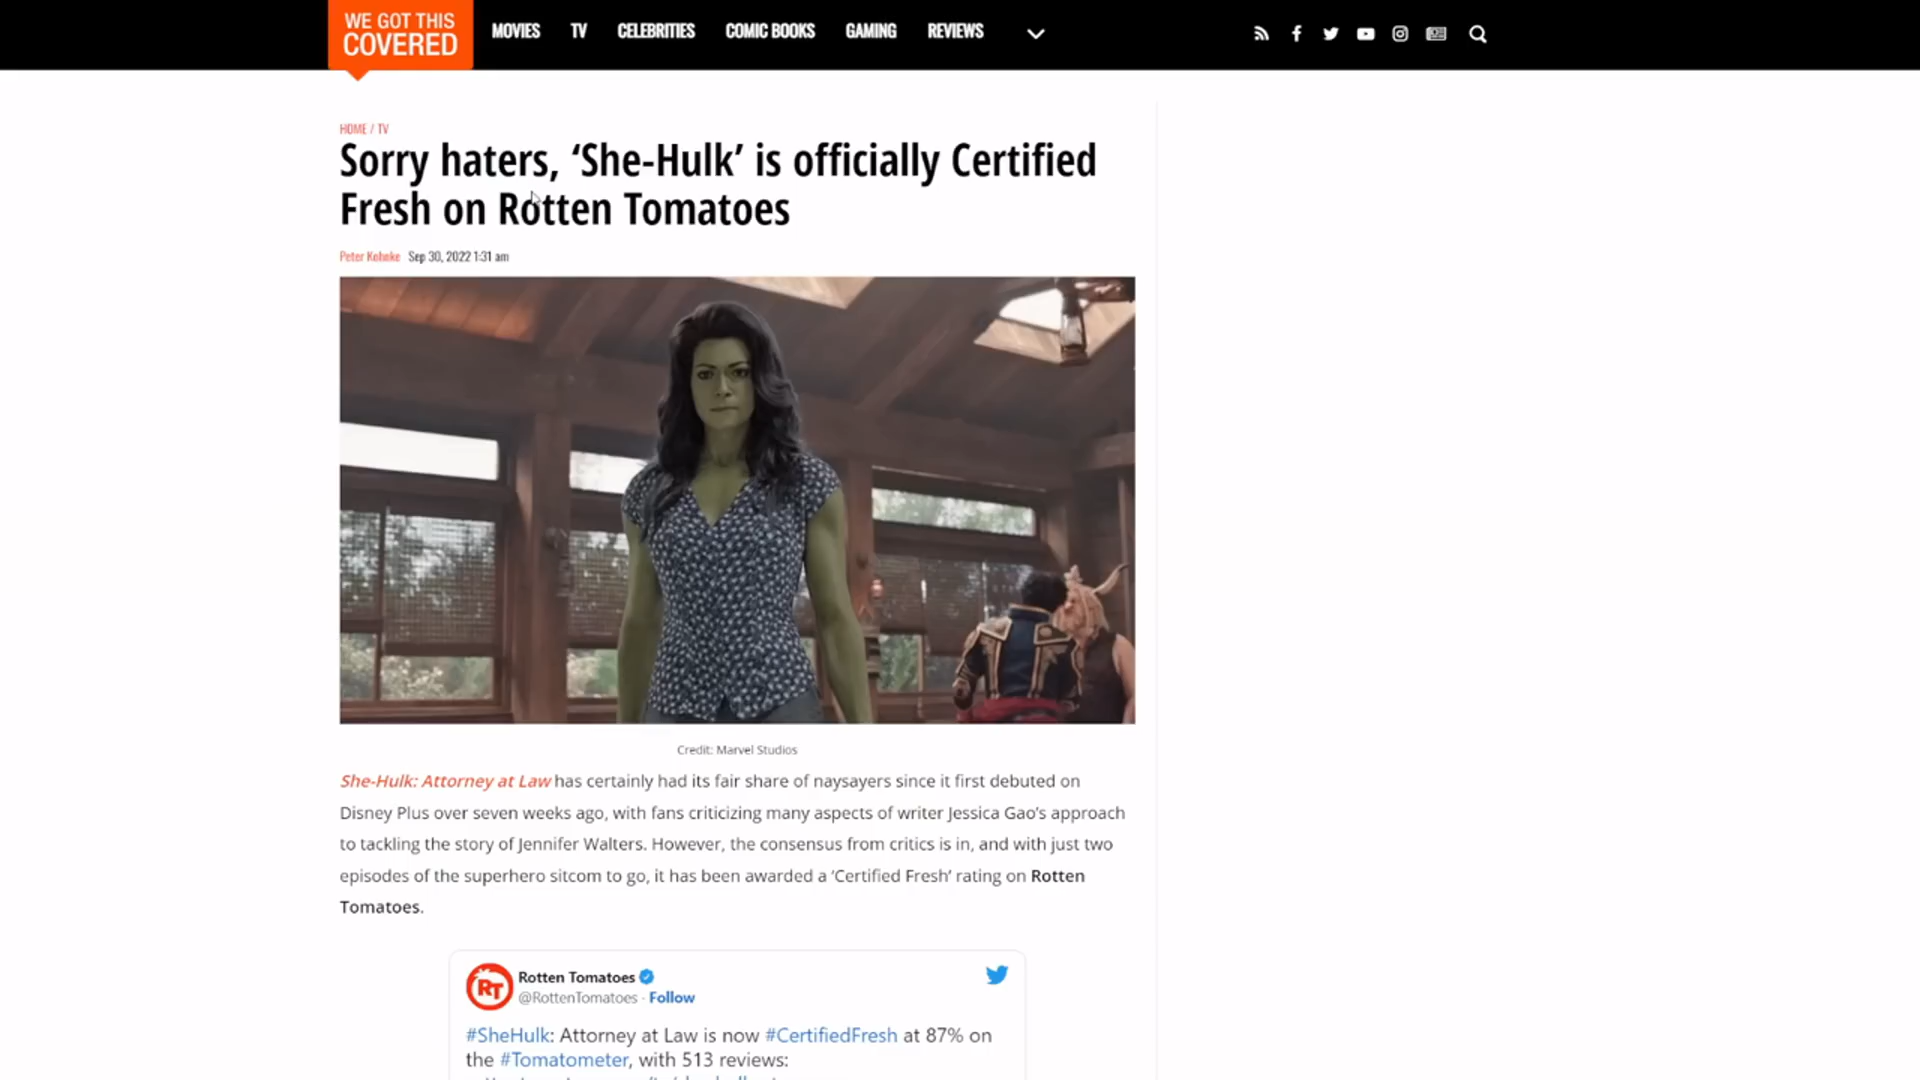 WE GOT THIS
COVERED
MOVIES TV CELEBRITIES COMIC BOOKS GAMING REVIEWS
HOME / TV
Sorry haters, ‘She-Hulk’ is officially Certified
Fresh on Rotten Tomatoes
Peter Kohnke Sep 30, 2022 1:31 am
Credit: Marvel Studios
She-Hulk: Attorney at Law has certainly had its fair share of naysayers since it first debuted on
Disney Plus over seven weeks ago, with fans criticizing many aspects of writer Jessica Gao’s approach
to tackling the story of Jennifer Walters. However, the consensus from critics is in, and with just two
episodes of the superhero sitcom to go, it has been awarded a ‘Certified Fresh’ rating on Rotten
Tomatoes.
RT
Rotten Tomatoes
@RottenTomatoes · Follow
#SheHulk: Attorney at Law is now #CertifiedFresh at 87% on
the #Tomatometer, with 513 reviews: